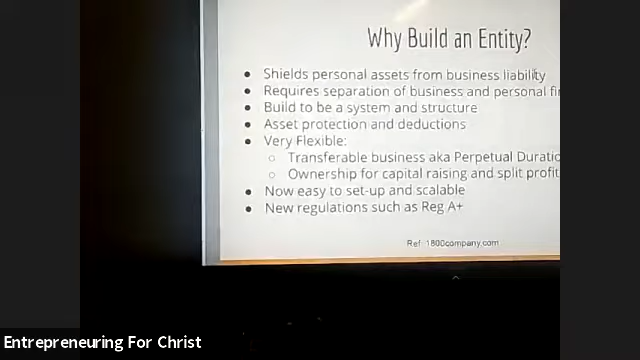 Why Build an Entity?
● Shields personal assets from business liability
● Requires separation of business and personal
● Build to be a system and structure
● Asset protection and deductions
● Very Flexible:
○ Transferable business aka Perpetual
○ Ownership for capital raising and split
● Now easy to set-up and scalable
● New regulations such as Reg A+
Ref: 1800company.com
Entrepreneuring For Christ